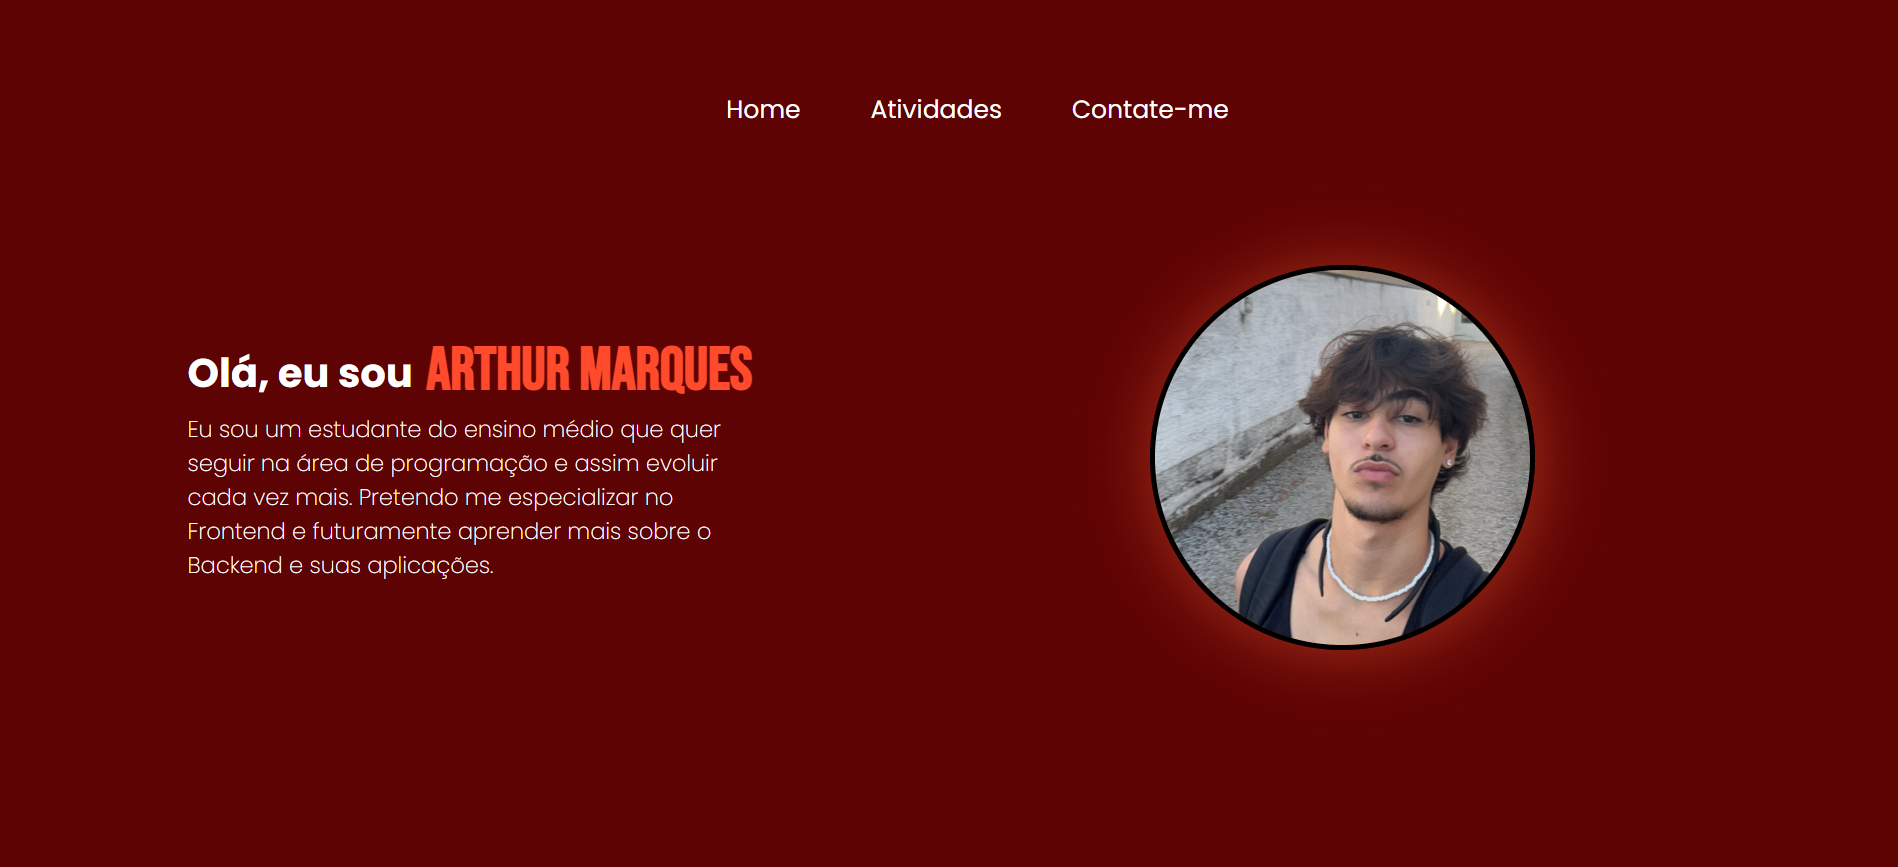 Home Atividades Contate-me
Olá, eu sou ARTHUR MARQUES
Eu sou um estudante do ensino médio que quer
seguir na área de programação e assim evoluir
cada vez mais. Pretendo me especializar no
Frontend e futuramente aprender mais sobre o
Backend e suas aplicações.